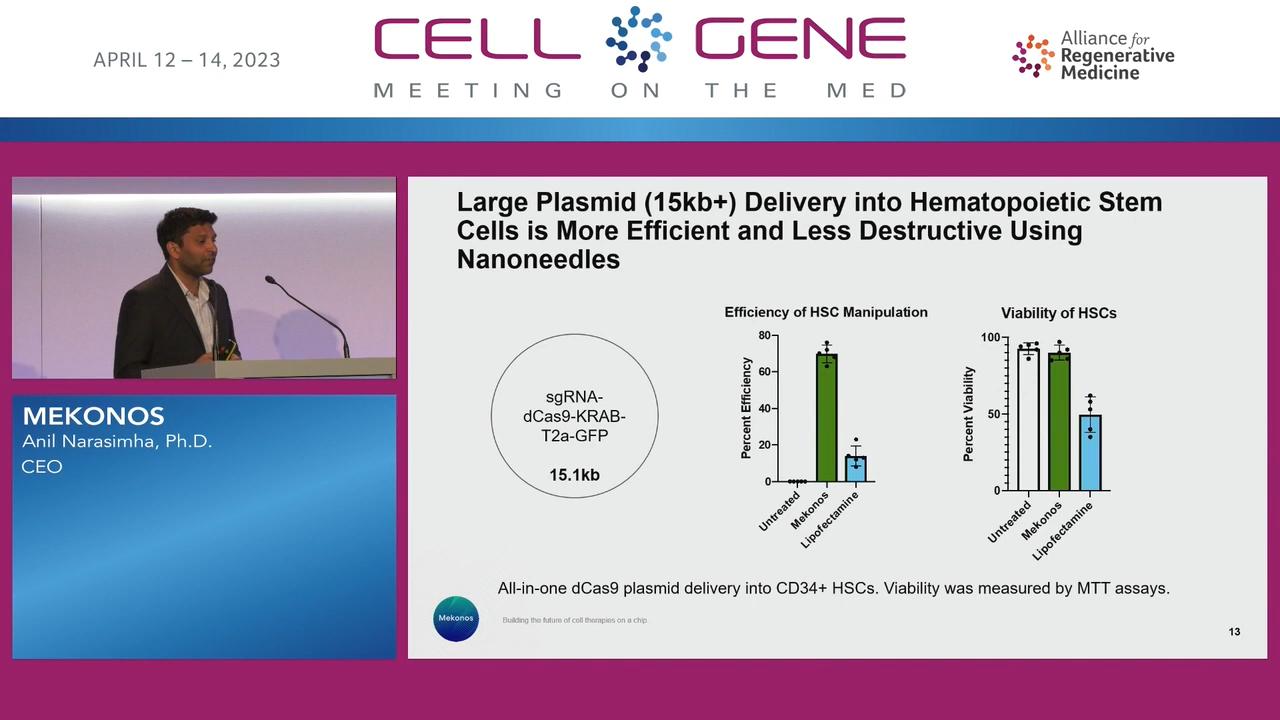 APRIL 12 – 14, 2023
CELL GENE
MEETING ON THE MED
Alliance for
Regenerative
Medicine
MEKONOS
Anil Narasimha, Ph.D.
CEO
Large Plasmid (15kb+) Delivery into Hematopoietic Stem
Cells is More Efficient and Less Destructive Using
Nanoneedles
sgRNA-
dCas9-KRAB-
T2a-GFP
15.1kb
Efficiency of HSC Manipulation
Percent Efficiency
80
60
40
20
0
Untreated
Mekonos
Lipofectamine
Viability of HSCs
Percent Viability
100
50
0
Untreated
Mekonos
Lipofectamine
All-in-one dCas9 plasmid delivery into CD34+ HSCs. Viability was measured by MTT assays.
Mekonos
Building the future of cell therapies on a chip.
13